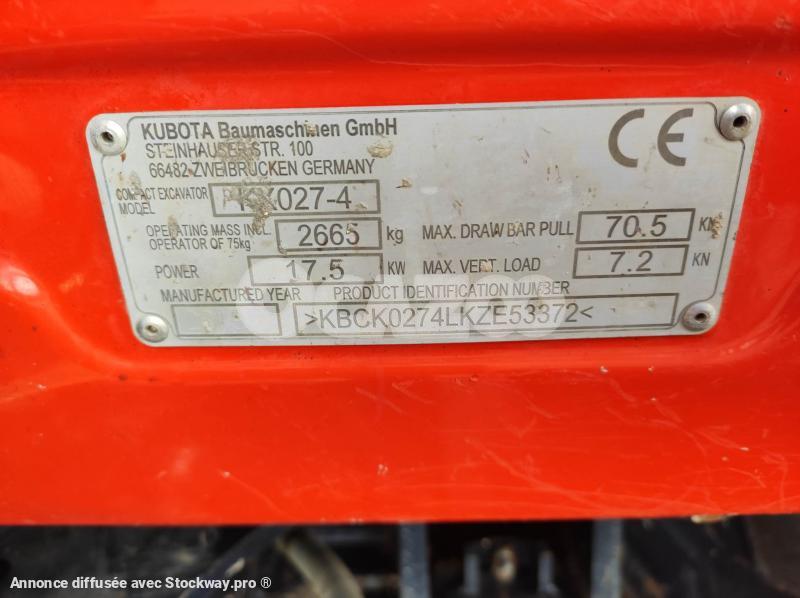 KUBOTA Baumaschinen GmbH
STEINHAUSER STR. 100
66482 ZWEIBRÜCKEN GERMANY
CE
COMPACT EXCAVATOR MODEL KX027-4
OPERATING MASS INCL. OPERATOR OF 75kg 2665 kg
MAX. DRAW BAR PULL 70.5 KN
POWER 17.5 KW
MAX. VERT. LOAD 7.2 KN
MANUFACTURED YEAR
PRODUCT IDENTIFICATION NUMBER
>KBCK0274LKZE53372<
Annonce diffusée avec Stockway.pro ®